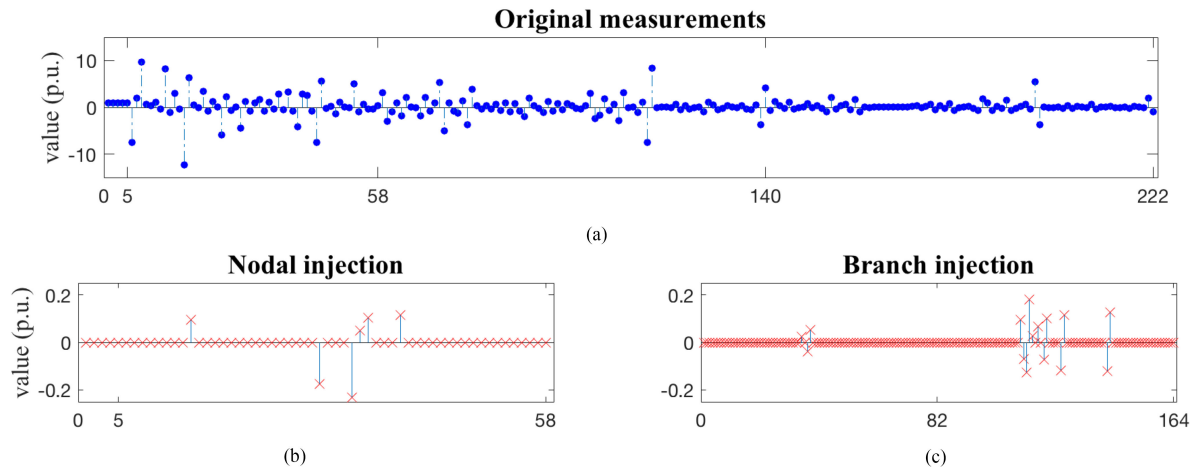 Original measurements
value (p.u.)
10
0
-10
0 5 58 140 222
(a)
Nodal injection Branch injection
value (p.u.)
0.2 0.2
0 0
-0.2 -0.2
0 5 58 0 82 164
(b) (c)